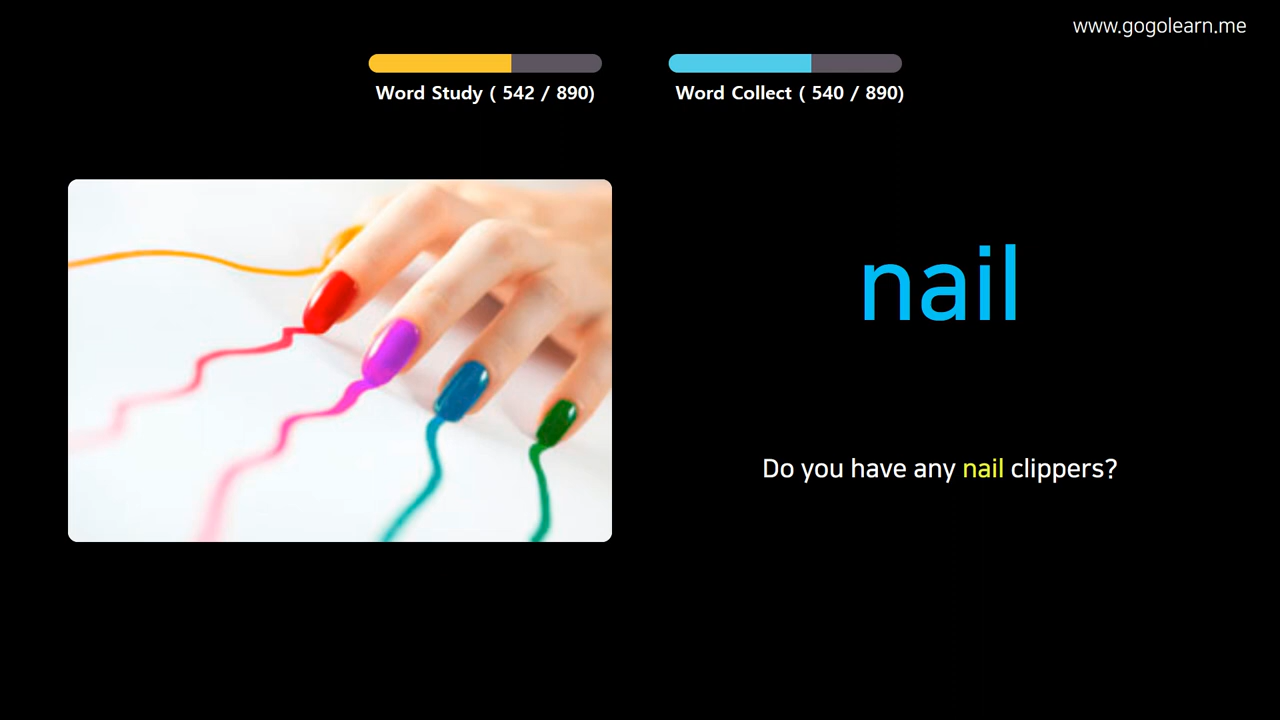 www.gogolearn.me
Word Study ( 542 / 890)
Word Collect ( 540 / 890)
nail
Do you have any nail clippers?